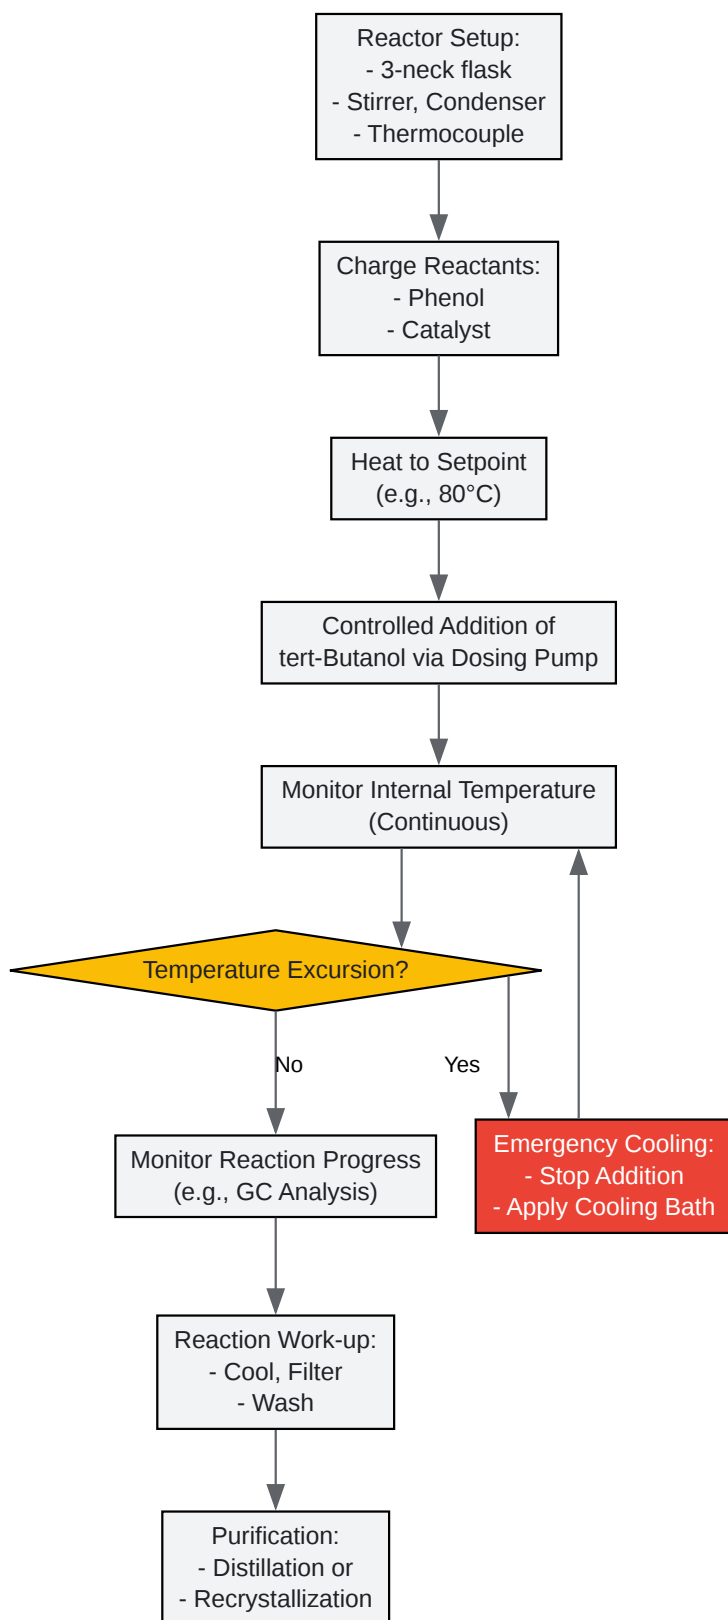 Reactor Setup:
- 3-neck flask
- Stirrer, Condenser
- Thermocouple
Charge Reactants:
- Phenol
- Catalyst
Heat to Setpoint
(e.g., 80°C)
Controlled Addition of
tert-Butanol via Dosing Pump
Monitor Internal Temperature
(Continuous)
Temperature Excursion?
No
Yes
Monitor Reaction Progress
(e.g., GC Analysis)
Emergency Cooling:
- Stop Addition
- Apply Cooling Bath
Reaction Work-up:
- Cool, Filter
- Wash
Purification:
- Distillation or
- Recrystallization